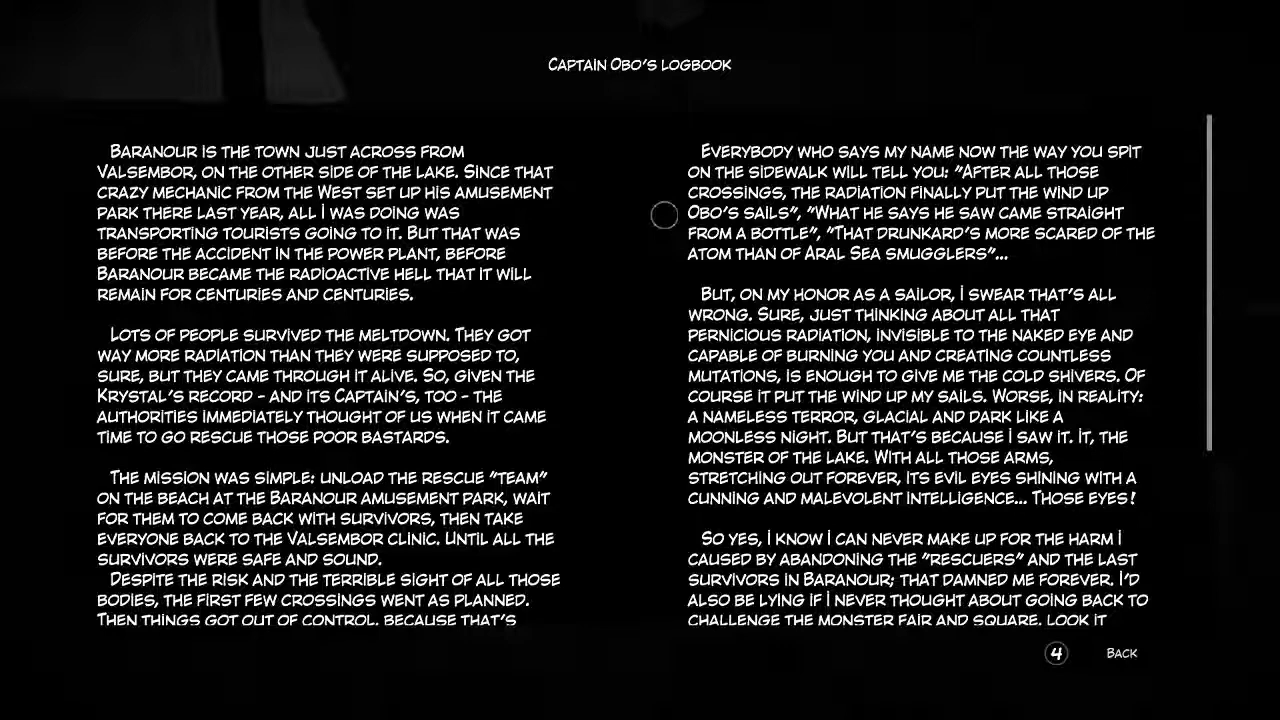 Captain Obo's logbook
Baranour is the town just across from
Valsembor, on the other side of the lake. Since that
crazy mechanic from the West set up his amusement
park there last year, all I was doing was
transporting tourists going to it. But that was
before the accident in the power plant, before
Baranour became the radioactive hell that it will
remain for centuries and centuries.
Lots of people survived the meltdown. They got
way more radiation than they were supposed to,
sure, but they came through it alive. So, given the
Krystal's record - and its Captain's, too - the
authorities immediately thought of us when it came
time to go rescue those poor bastards.
The mission was simple: unload the rescue "team"
on the beach at the Baranour amusement park, wait
for them to come back with survivors, then take
everyone back to the Valsembor clinic. Until all the
survivors were safe and sound.
Despite the risk and the terrible sight of all those
bodies, the first few crossings went as planned.
Then things got out of control, because that's
Everybody who says my name now the way you spit
on the sidewalk will tell you: "After all those
crossings, the radiation finally put the wind up
Obo's sails", "What he says he saw came straight
from a bottle", "That drunkard's more scared of the
atom than of Aral Sea smugglers"...
But, on my honor as a sailor, I swear that's all
wrong. Sure, just thinking about all that
pernicious radiation, invisible to the naked eye and
capable of burning you and creating countless
mutations, is enough to give me the cold shivers. Of
course it put the wind up my sails. Worse, in reality:
a nameless terror, glacial and dark like a
moonless night. But that's because I saw it. It, the
monster of the lake. With all those arms,
stretching out forever, its evil eyes shining with a
cunning and malevolent intelligence... Those eyes!
So yes, I know I can never make up for the harm I
caused by abandoning the "rescuers" and the last
survivors in Baranour; that damned me forever. I'd
also be lying if I never thought about going back to
challenge the monster fair and square. Look it
4 Back